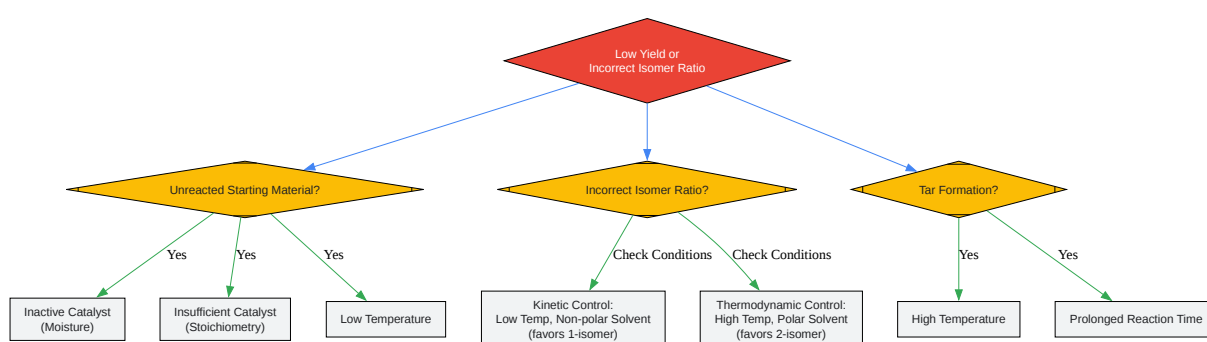 Low Yield or
Incorrect Isomer Ratio
Unreacted Starting Material?
Incorrect Isomer Ratio?
Tar Formation?
Yes
Yes
Yes
Check Conditions
Check Conditions
Yes
Yes
Inactive Catalyst
(Moisture)
Insufficient Catalyst
(Stoichiometry)
Low Temperature
Kinetic Control:
Low Temp, Non-polar Solvent
(favors 1-isomer)
Thermodynamic Control:
High Temp, Polar Solvent
(favors 2-isomer)
High Temperature
Prolonged Reaction Time